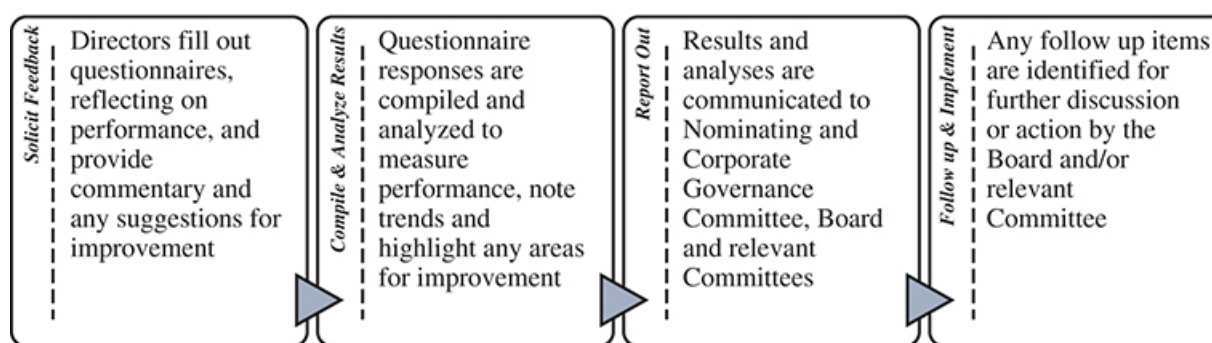 Solicit Feedback
Directors fill out
questionnaires,
reflecting on
performance, and
provide
commentary and
any suggestions for
improvement
Compile & Analyze Results
Questionnaire
responses are
compiled and
analyzed to
measure
performance, note
trends and
highlight any areas
for improvement
Report Out
Results and
analyses are
communicated to
Nominating and
Corporate
Governance
Committee, Board
and relevant
Committees
Follow up & Implement
Any follow up items
are identified for
further discussion
or action by the
Board and/or
relevant
Committee